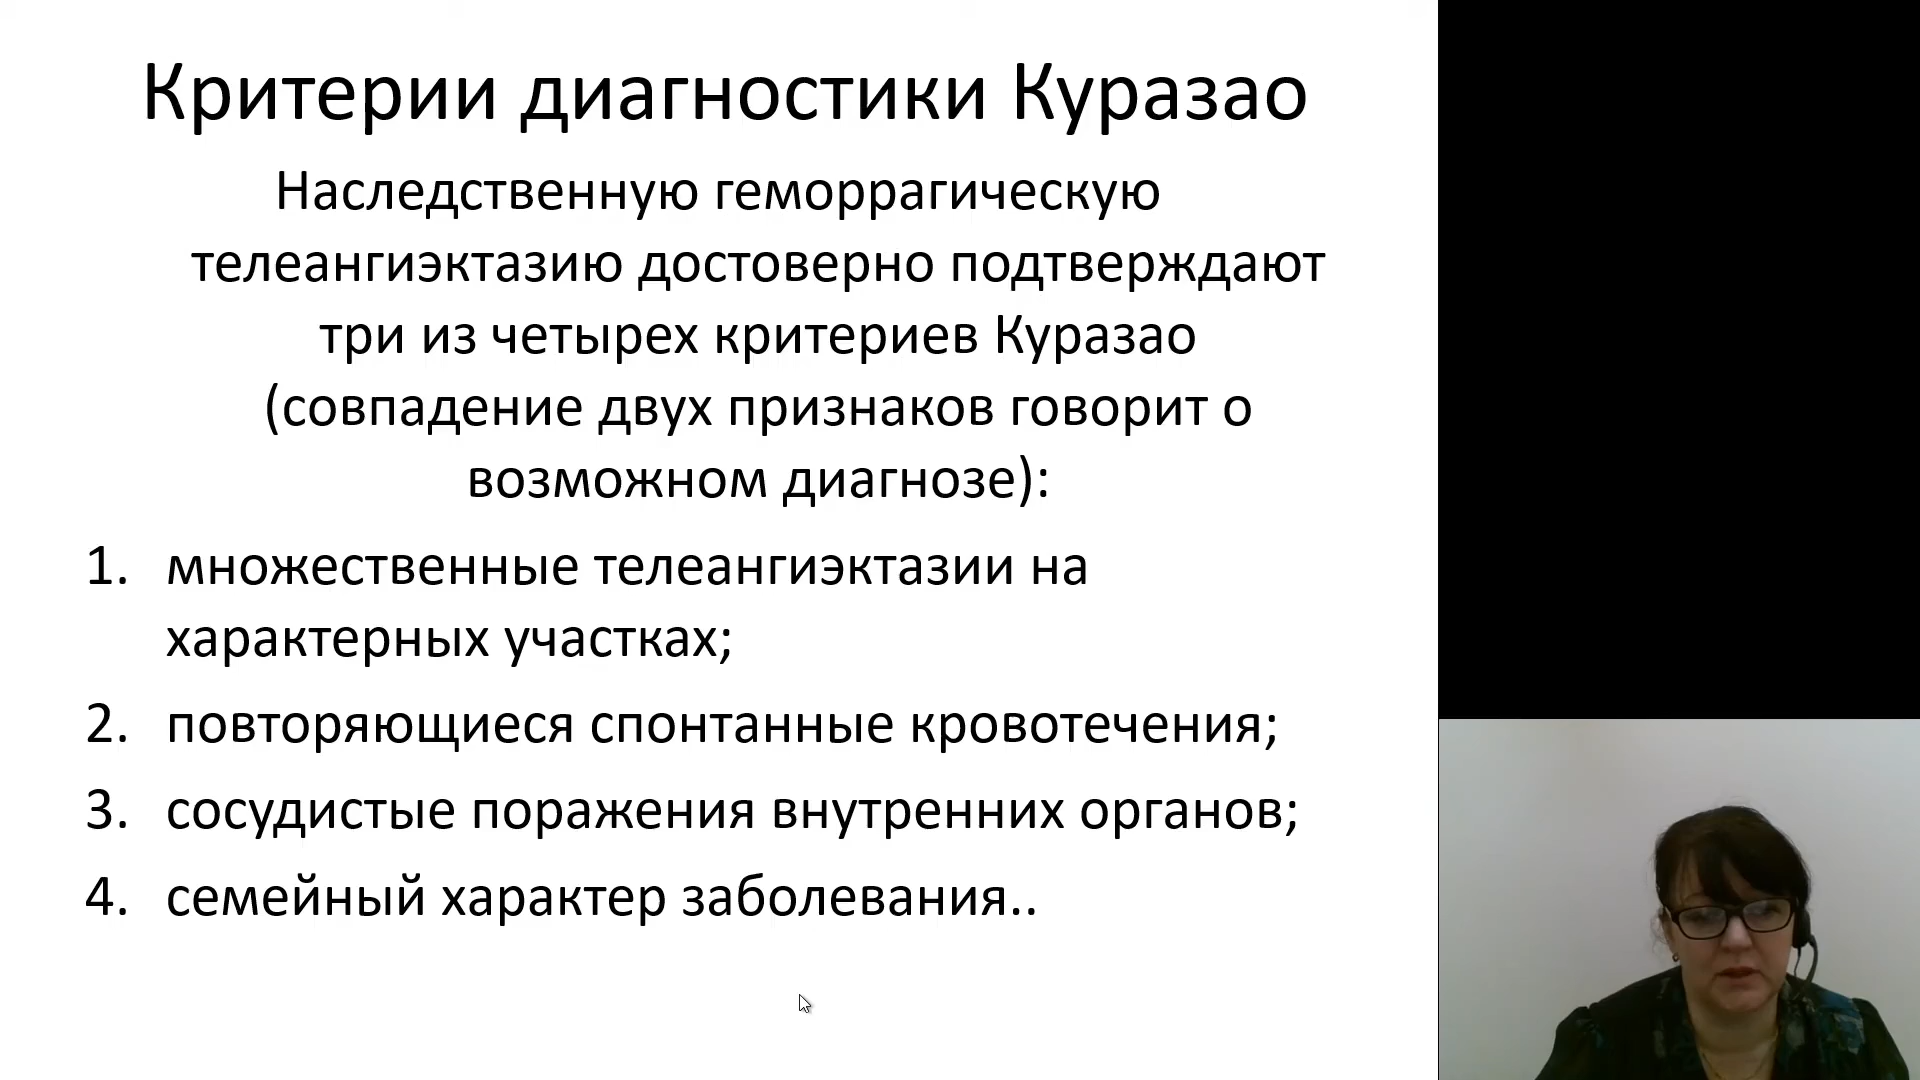 Критерии диагностики Куразао
Наследственную геморрагическую
телеангиэктазию достоверно подтверждают
три из четырех критериев Куразао
(совпадение двух признаков говорит о
возможном диагнозе):
1. множественные телеангиэктазии на
характерных участках;
2. повторяющиеся спонтанные кровотечения;
3. сосудистые поражения внутренних органов;
4. семейный характер заболевания..